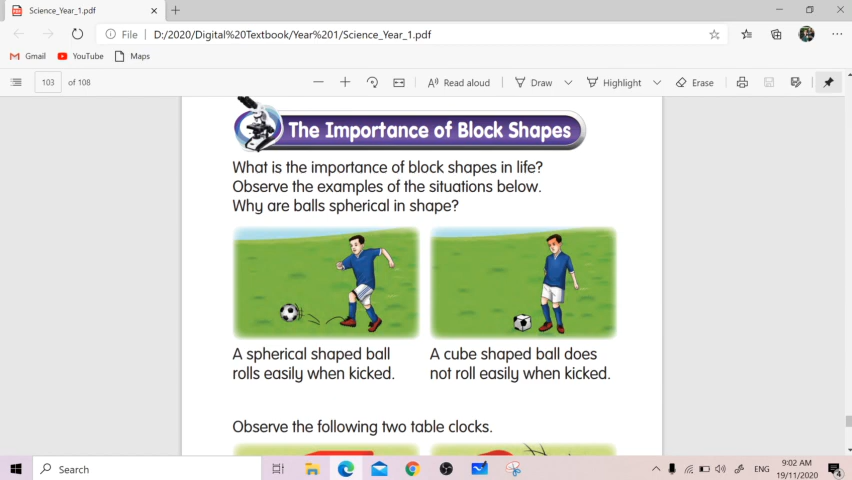 Science_Year_1.pdf
File
D:/2020/Digital%20Textbook/Year%201/Science_Year_1.pdf
Gmail
YouTube
Maps
103 of 108
Read aloud
Draw
Highlight
Erase
The Importance of Block Shapes
What is the importance of block shapes in life?
Observe the examples of the situations below.
Why are balls spherical in shape?
A spherical shaped ball
rolls easily when kicked.
A cube shaped ball does
not roll easily when kicked.
Observe the following two table clocks.
Search
ENG
9:02 AM
19/11/2020
4